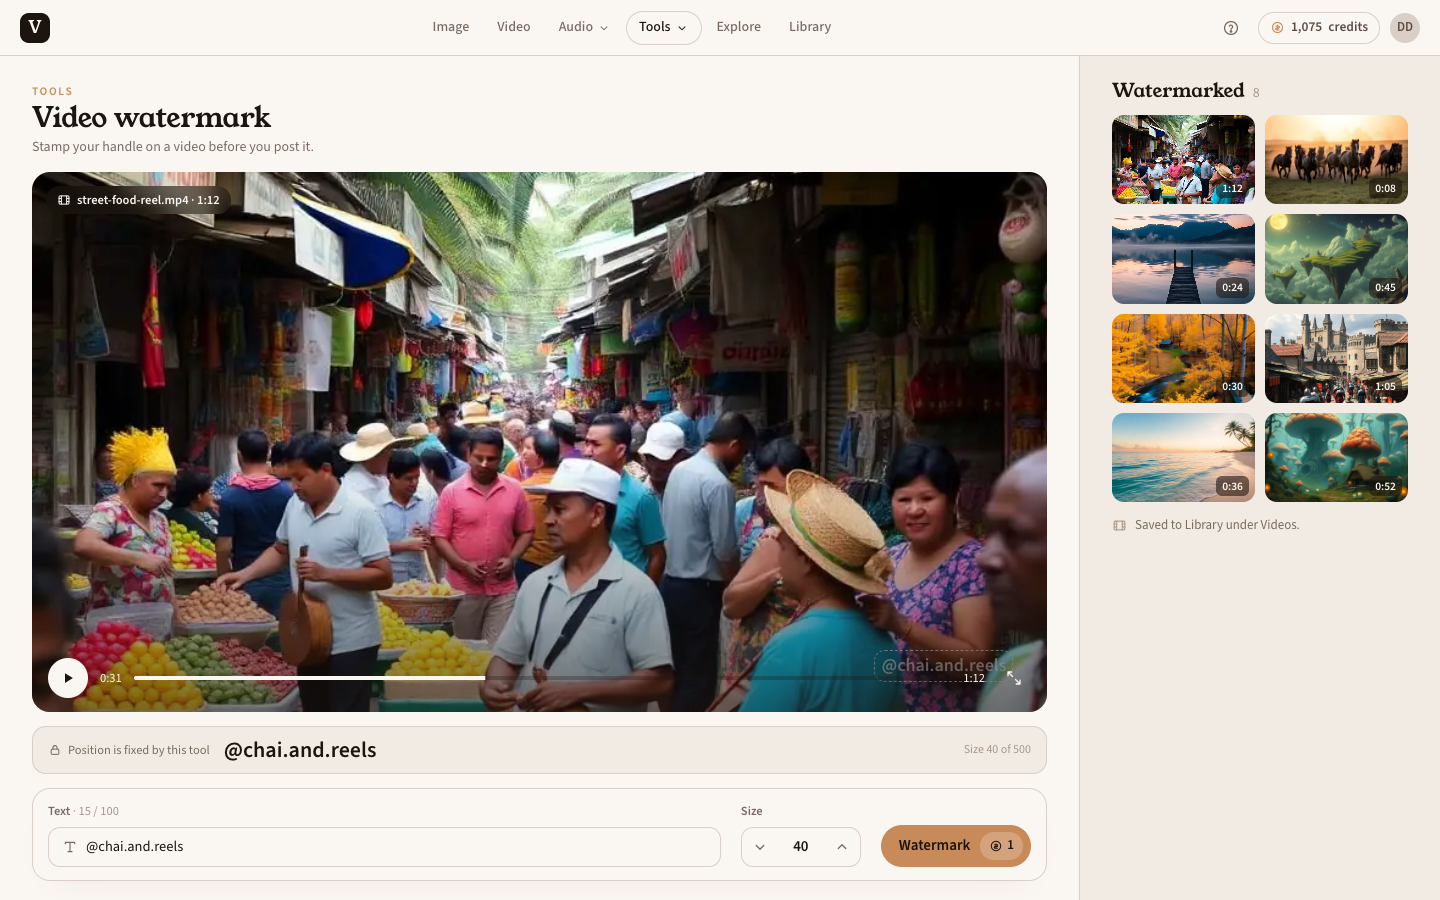 V
Image
Video
Audio
Tools
Explore
Library
1,075 credits
DD
TOOLS
Video watermark
Stamp your handle on a video before you post it.
street-food-reel.mp4 · 1:12
@chai.and.reels
0:31
1:12
Position is fixed by this tool
@chai.and.reels
Size 40 of 500
Text · 15 / 100
@chai.and.reels
Size
40
Watermark
1
Watermarked 8
1:12
0:08
0:24
0:45
0:30
1:05
0:36
0:52
Saved to Library under Videos.